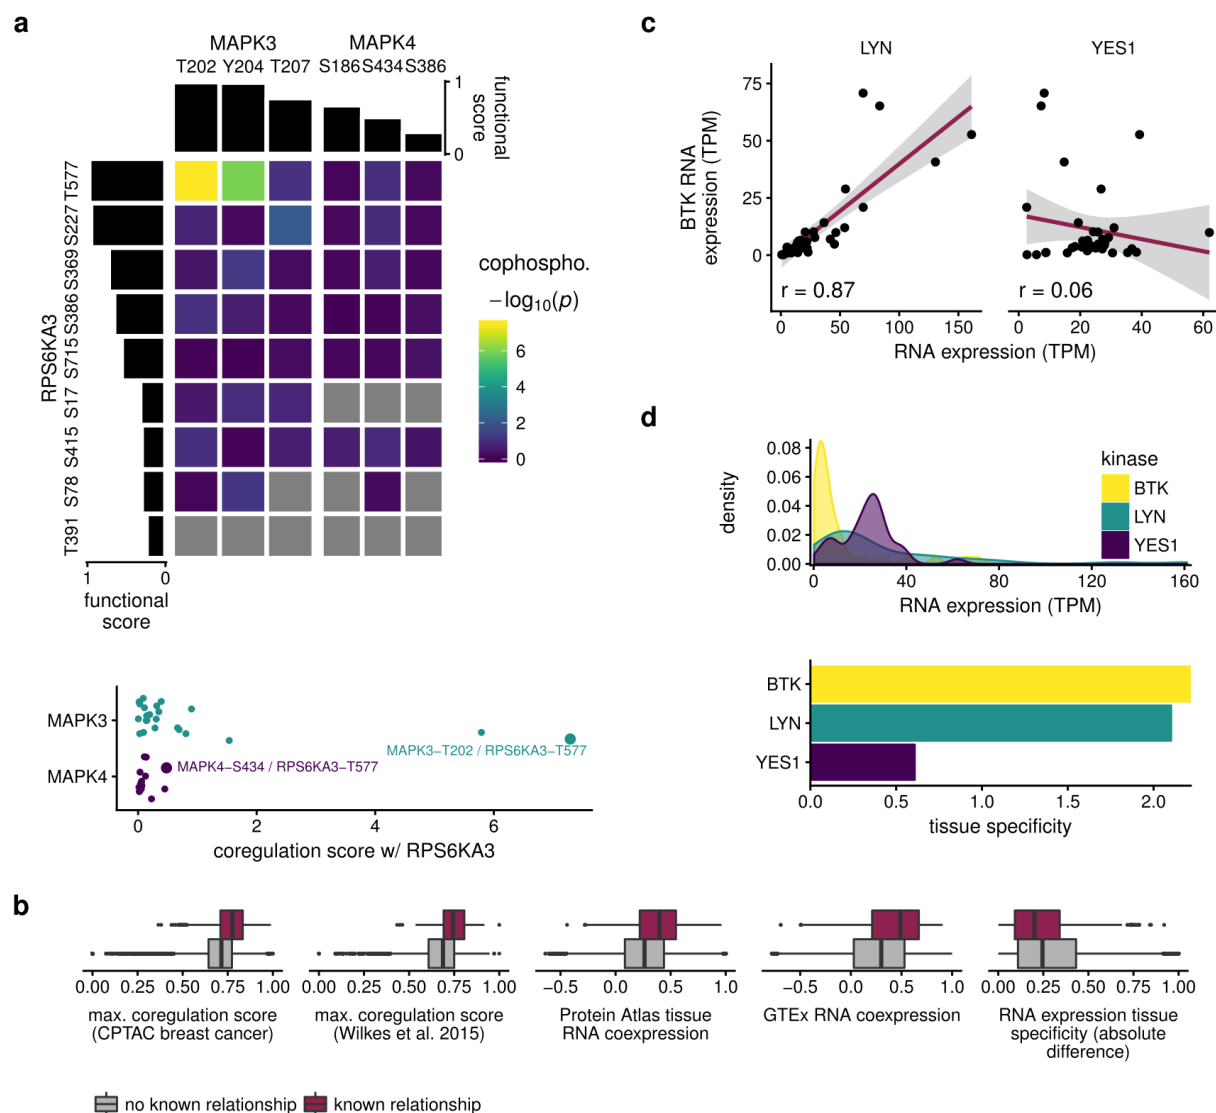 a
MAPK3 MAPK4
T202 Y204 T207 S186 S434 S386
1
0
functional
score
RPS6KA3
T577
S227
S369
S386
S715
S17
S415
S78
T391
1 0
functional
score
cophospho.
−log10(p)
6
4
2
0
MAPK3
MAPK4
MAPK3−T202 / RPS6KA3−T577
MAPK4−S434 / RPS6KA3−T577
0 2 4 6
coregulation score w/ RPS6KA3
c
LYN YES1
BTK RNA
expression (TPM)
75
50
25
0
r = 0.87 r = 0.06
0 50 100 150 0 20 40 60
RNA expression (TPM)
d
density
0.08
0.06
0.04
0.02
0.00
kinase
BTK
LYN
YES1
0 40 80 120 160
RNA expression (TPM)
BTK
LYN
YES1
0.0 0.5 1.0 1.5 2.0
tissue specificity
b
0.00 0.25 0.50 0.75 1.00
max. coregulation score
(CPTAC breast cancer)
0.00 0.25 0.50 0.75 1.00
max. coregulation score
(Wilkes et al. 2015)
−0.5 0.0 0.5 1.0
Protein Atlas tissue
RNA coexpression
−0.5 0.0 0.5 1.0
GTEx RNA coexpression
0.00 0.25 0.50 0.75 1.00
RNA expression tissue
specificity (absolute
difference)
no known relationship known relationship